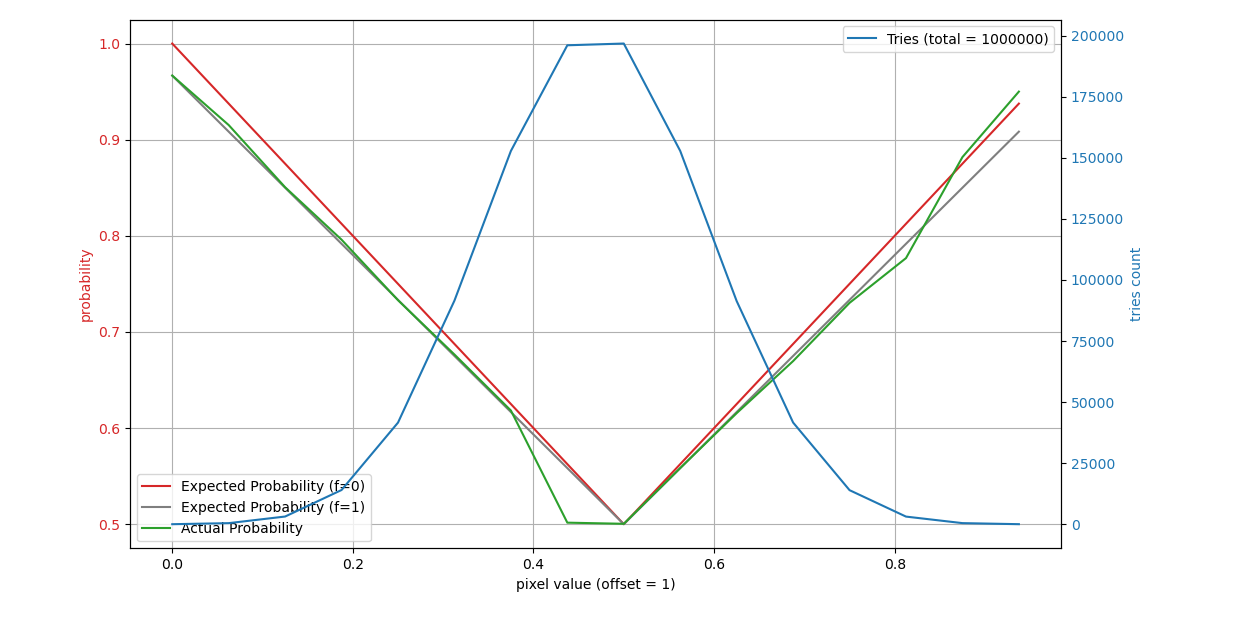 Tries (total = 1000000)
1.0
0.9
0.8
0.7
0.6
0.5
probability
200000
175000
150000
125000
100000
75000
50000
25000
0
tries count
Expected Probability (f=0)
Expected Probability (f=1)
Actual Probability
0.0 0.2 0.4 0.6 0.8
pixel value (offset = 1)